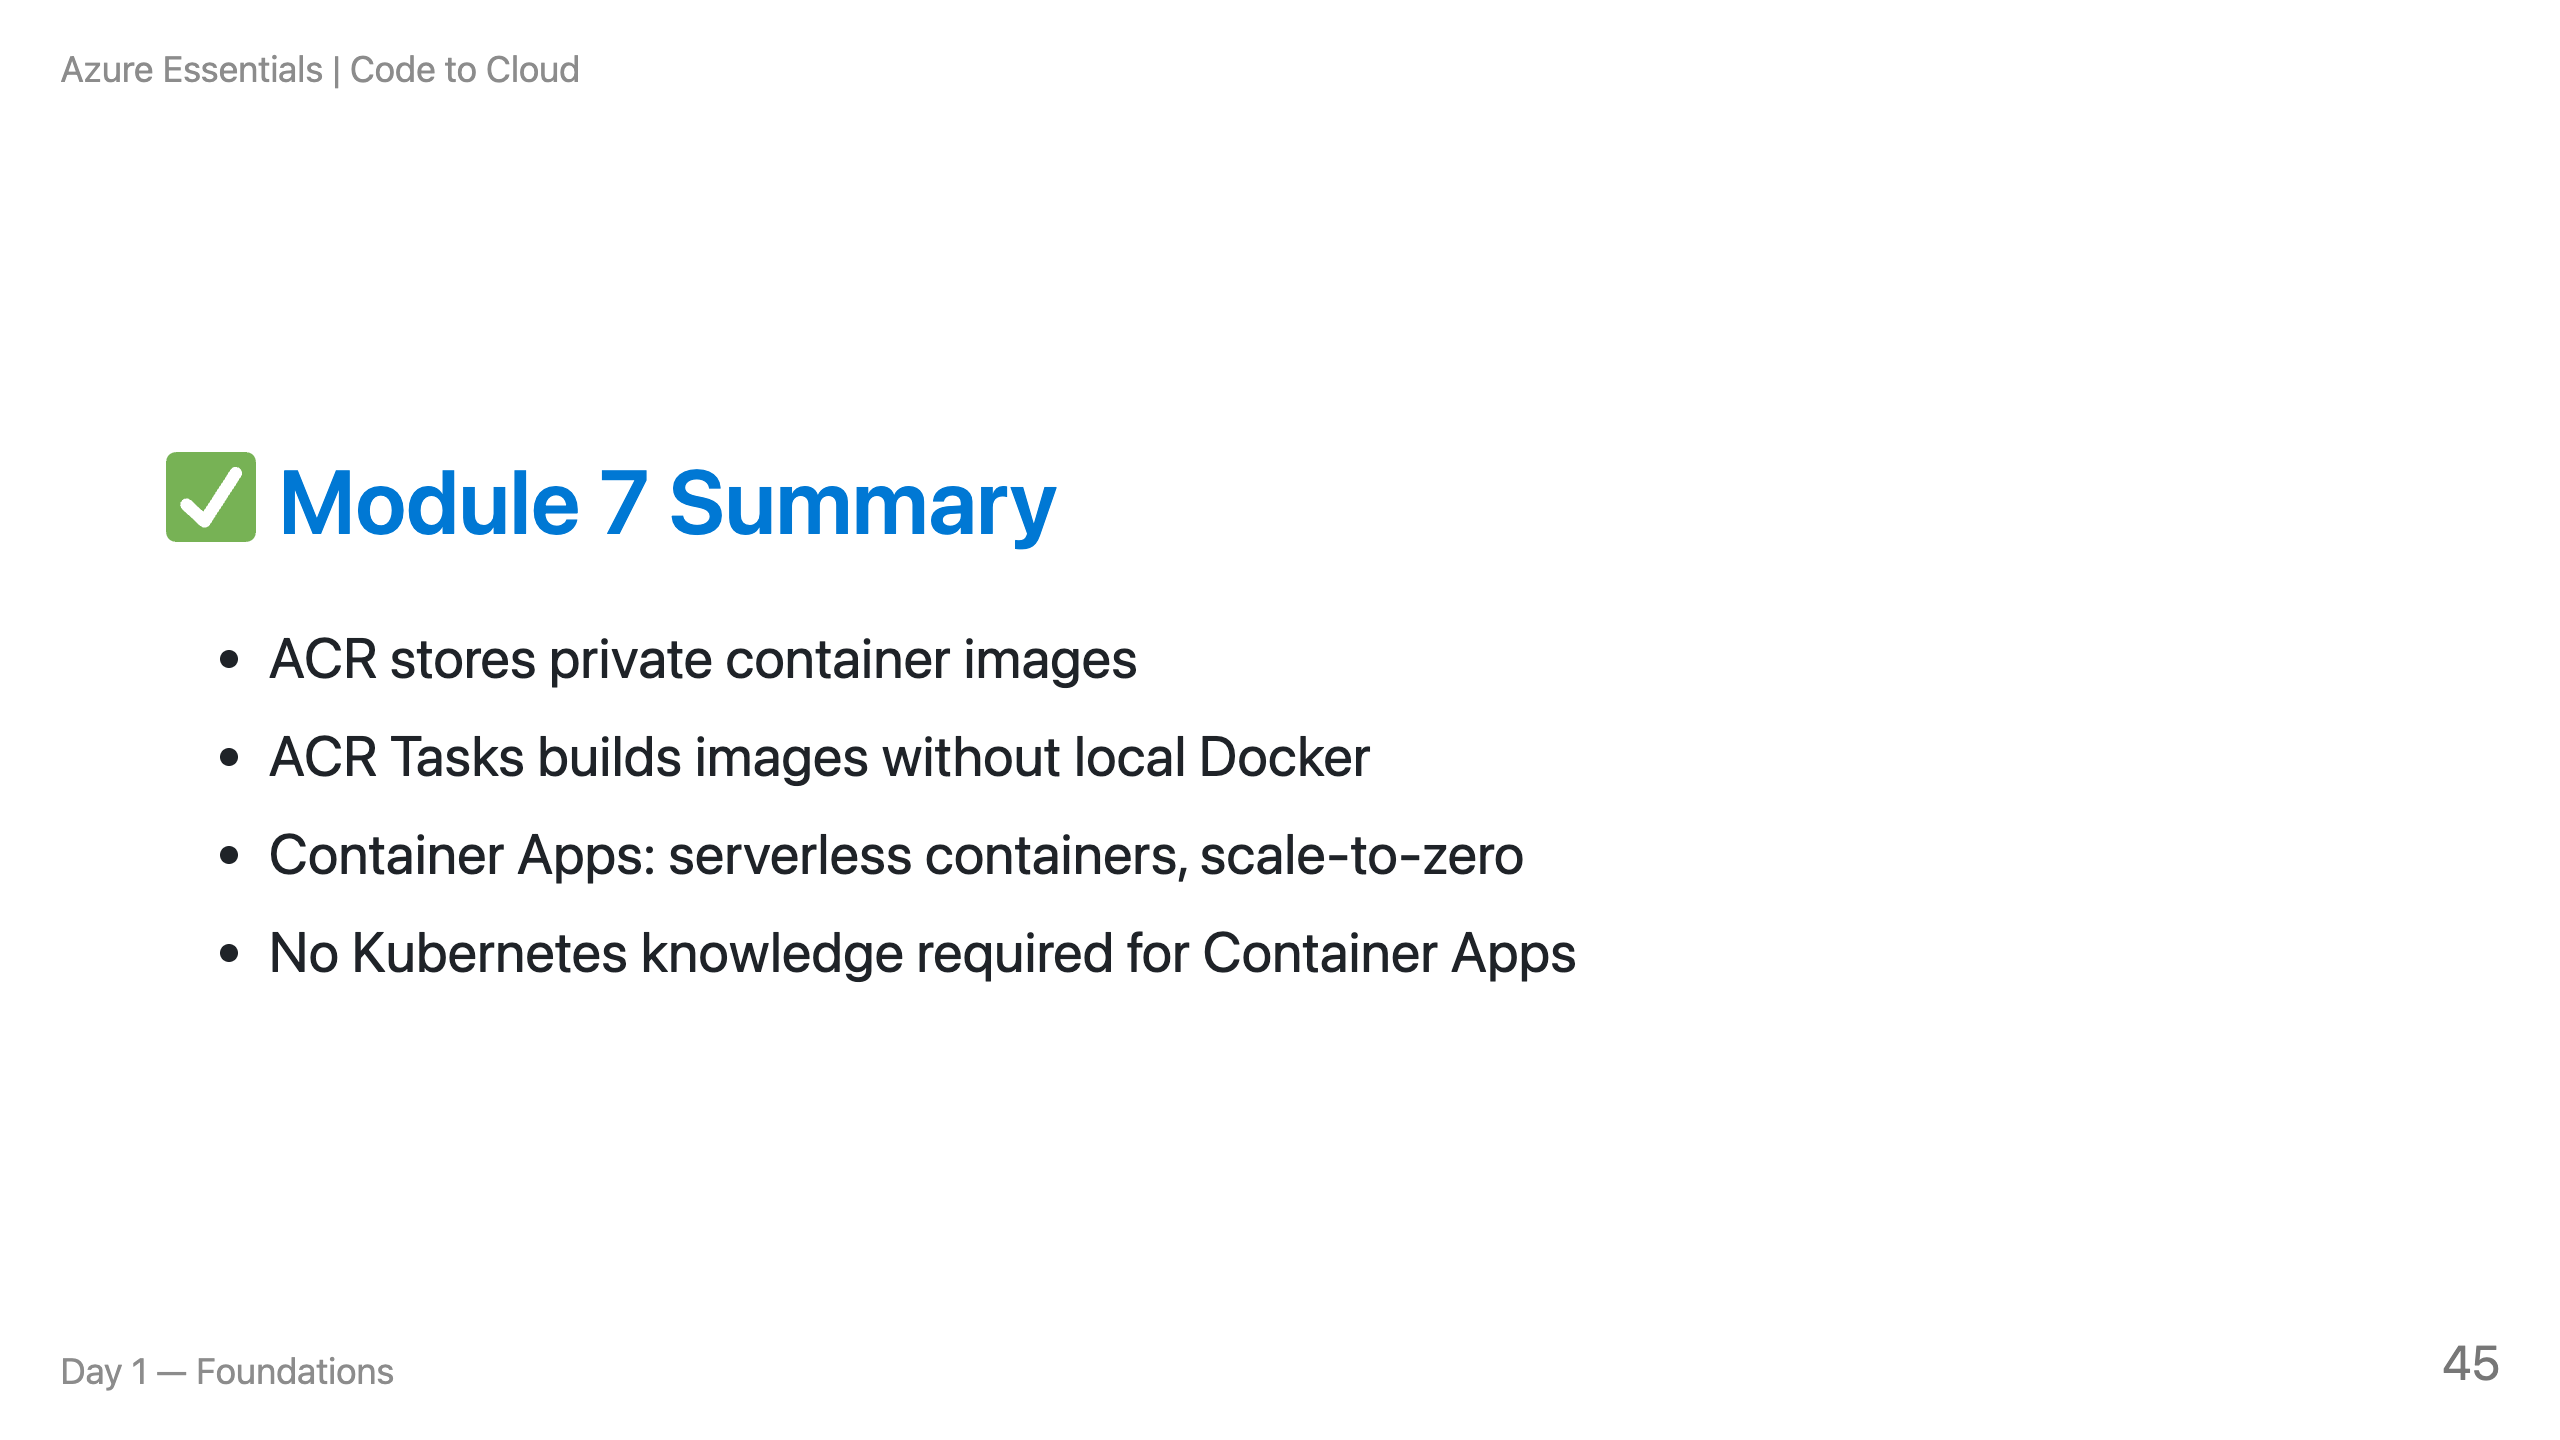 Azure Essentials | Code to Cloud
✅ Module 7 Summary
• ACR stores private container images
• ACR Tasks builds images without local Docker
• Container Apps: serverless containers, scale-to-zero
• No Kubernetes knowledge required for Container Apps
Day 1 — Foundations
45